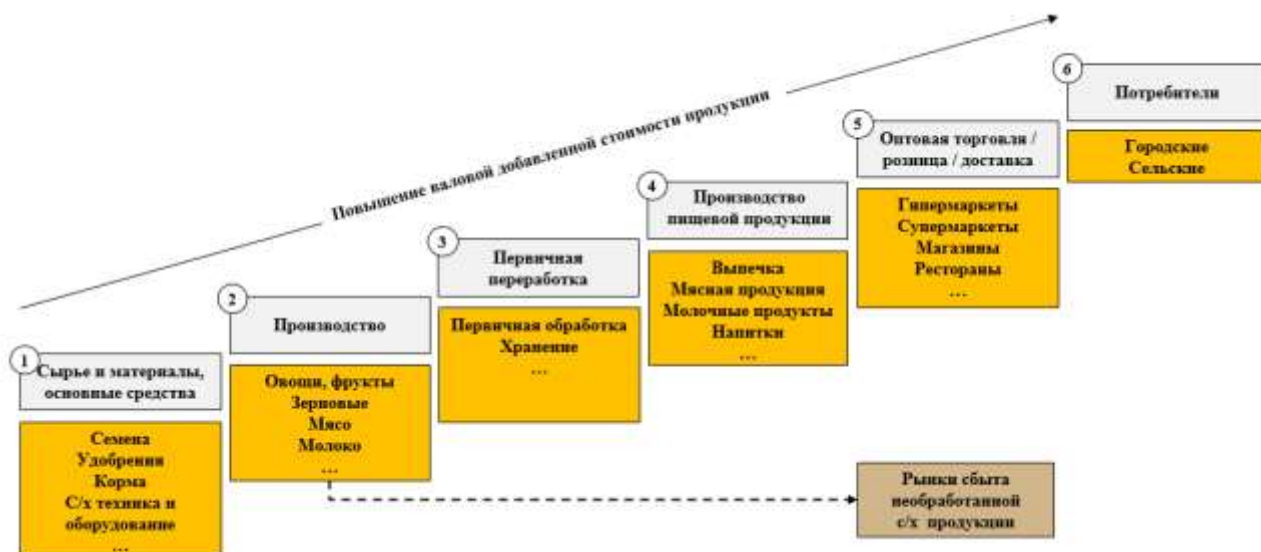 Повышение валовой добавленной стоимости продукции
1
Сырье и материалы,
основные средства
Семена
Удобрения
Корма
С/х техника и
оборудование
…
2
Производство
Овощи, фрукты
Зерновые
Мясо
Молоко
…
3
Первичная
переработка
Первичная обработка
Хранение
…
4
Производство
пищевой продукции
Выпечка
Мясная продукция
Молочные продукты
Напитки
…
5
Оптовая торговля /
розница / доставка
Гипермаркеты
Супермаркеты
Магазины
Рестораны
…
6
Потребители
Городские
Сельские
Рынки сбыта
необработанной
с/х продукции